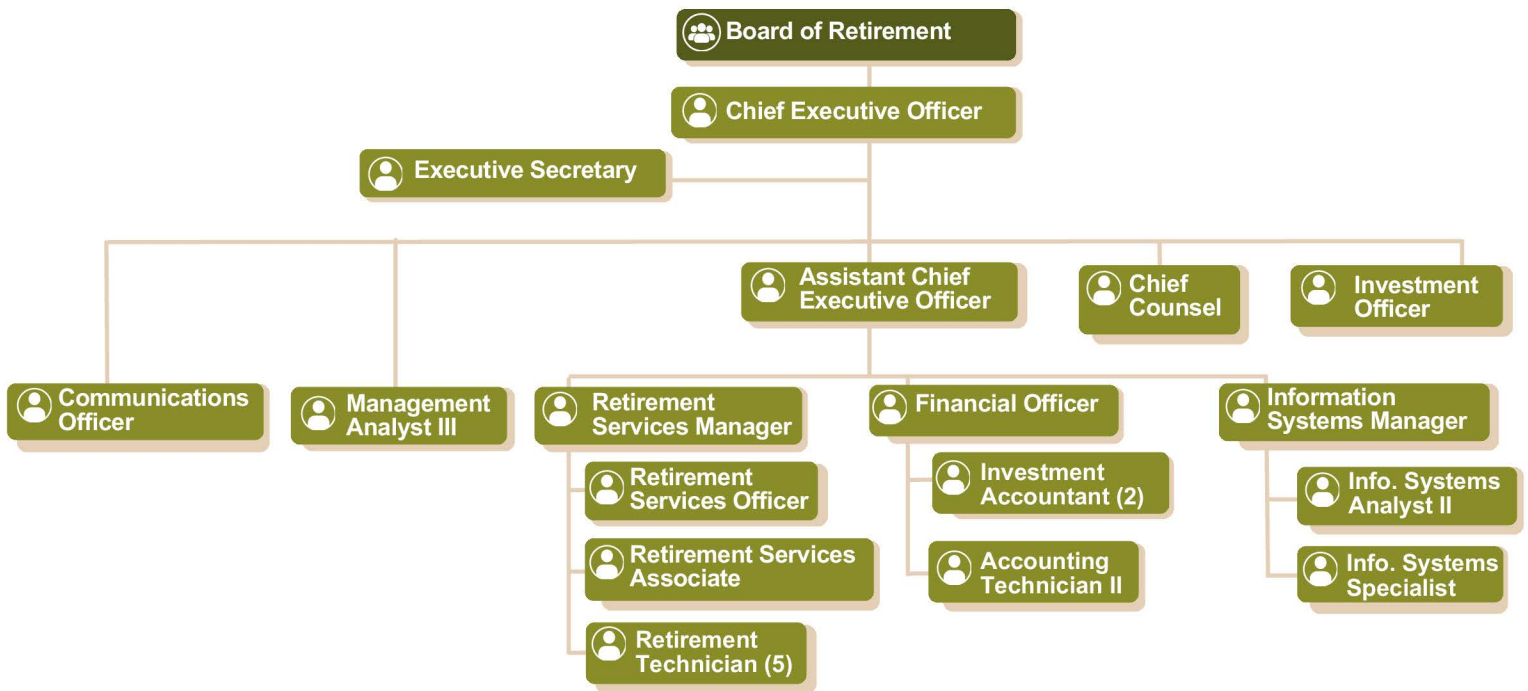 Board of Retirement
Chief Executive Officer
Executive Secretary
Assistant Chief
Executive Officer
Chief
Counsel
Investment
Officer
Communications
Officer
Management
Analyst III
Retirement
Services Manager
Financial Officer
Information
Systems Manager
Retirement
Services Officer
Retirement Services
Associate
Retirement
Technician (5)
Investment
Accountant (2)
Accounting
Technician II
Info. Systems
Analyst II
Info. Systems
Specialist